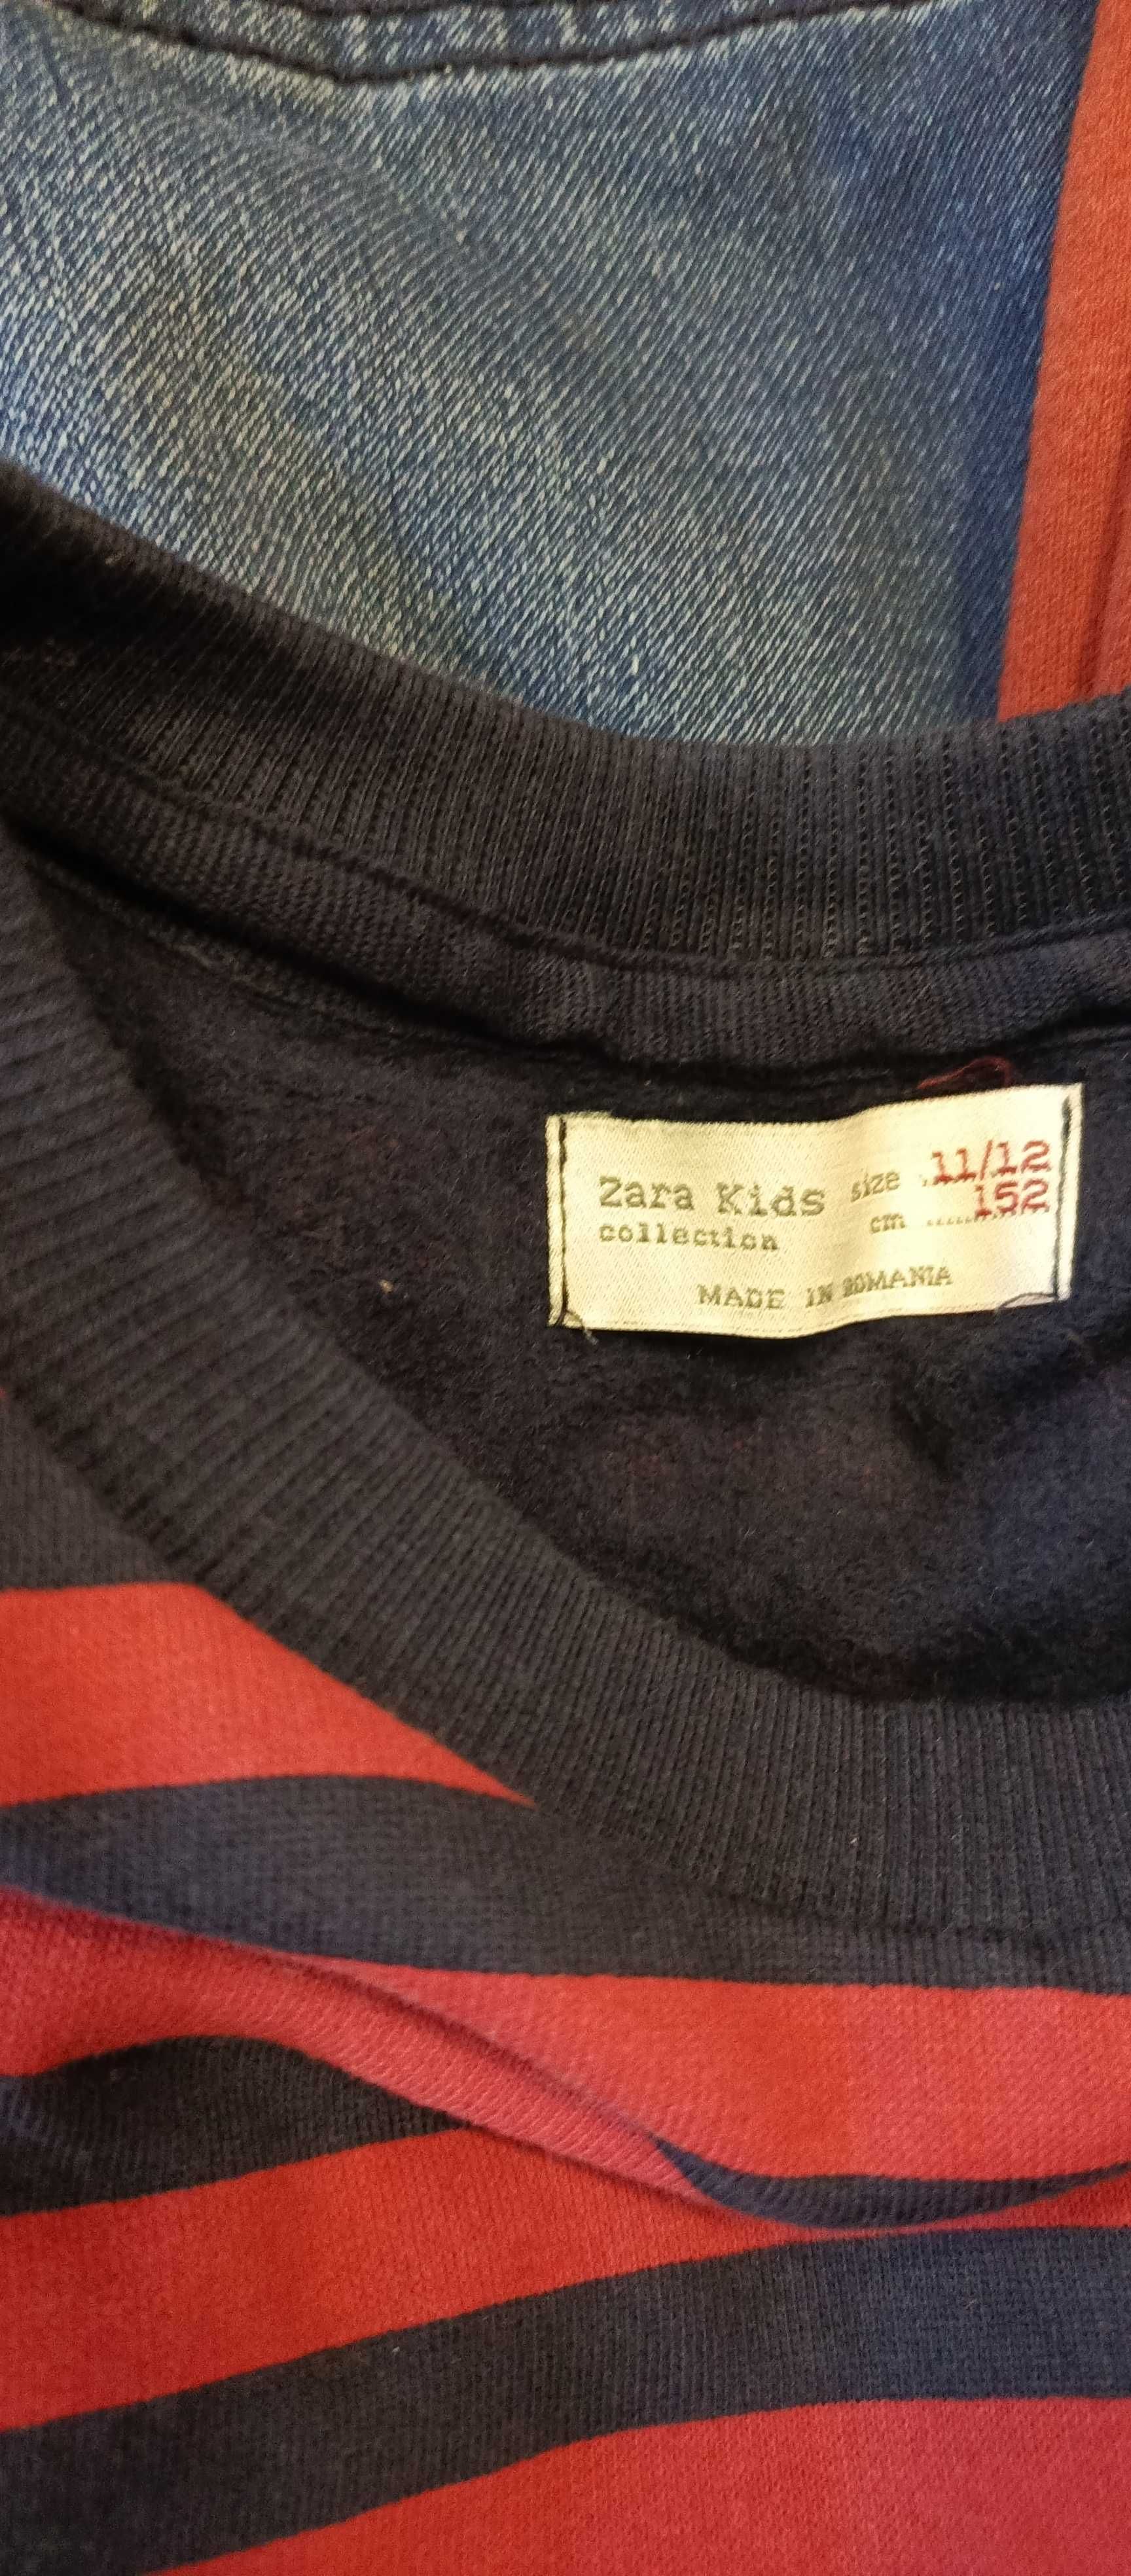 Zara Kids
collection
size ..11/12
cm .........152
MADE IN ROMANIA